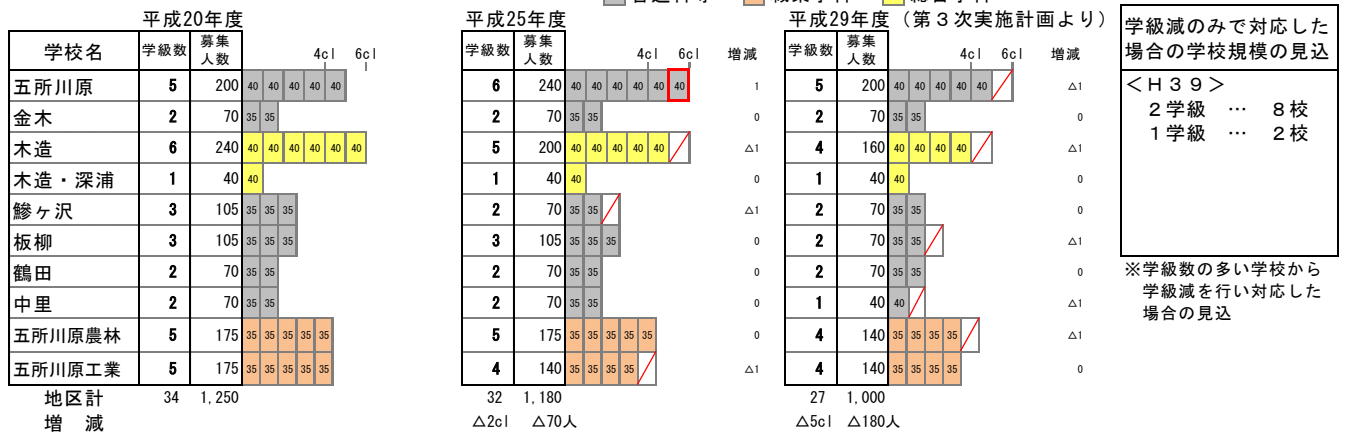 普通科等 職業学科 総合学科
平成20年度 平成25年度 平成29年度(第3次実施計画より)
学校名 学級数 募集人数 4cl 6cl 学級数 募集人数 4cl 6cl 増減 学級数 募集人数 4cl 6cl 増減
五所川原 5 200 40 40 40 40 40 6 240 40 40 40 40 40 40 1 5 200 40 40 40 40 40 △1
金木 2 70 35 35 2 70 35 35 0 2 70 35 35 0
木造 6 240 40 40 40 40 40 40 5 200 40 40 40 40 40 △1 4 160 40 40 40 40 △1
木造・深浦 1 40 40 1 40 40 0 1 40 40 0
鰺ヶ沢 3 105 35 35 35 2 70 35 35 △1 2 70 35 35 0
板柳 3 105 35 35 35 3 105 35 35 35 0 2 70 35 35 △1
鶴田 2 70 35 35 2 70 35 35 0 2 70 35 35 0
中里 2 70 35 35 2 70 35 35 0 1 40 40 △1
五所川原農林 5 175 35 35 35 35 35 5 175 35 35 35 35 35 0 4 140 35 35 35 35 △1
五所川原工業 5 175 35 35 35 35 35 4 140 35 35 35 35 △1 4 140 35 35 35 35 0
地区計 34 1,250 32 1,180 27 1,000
増 減 △2cl △70人 △5cl △180人
学級減のみで対応した
場合の学校規模の見込
<H39>
2学級 … 8校
1学級 … 2校
※学級数の多い学校から
学級減を行い対応した
場合の見込